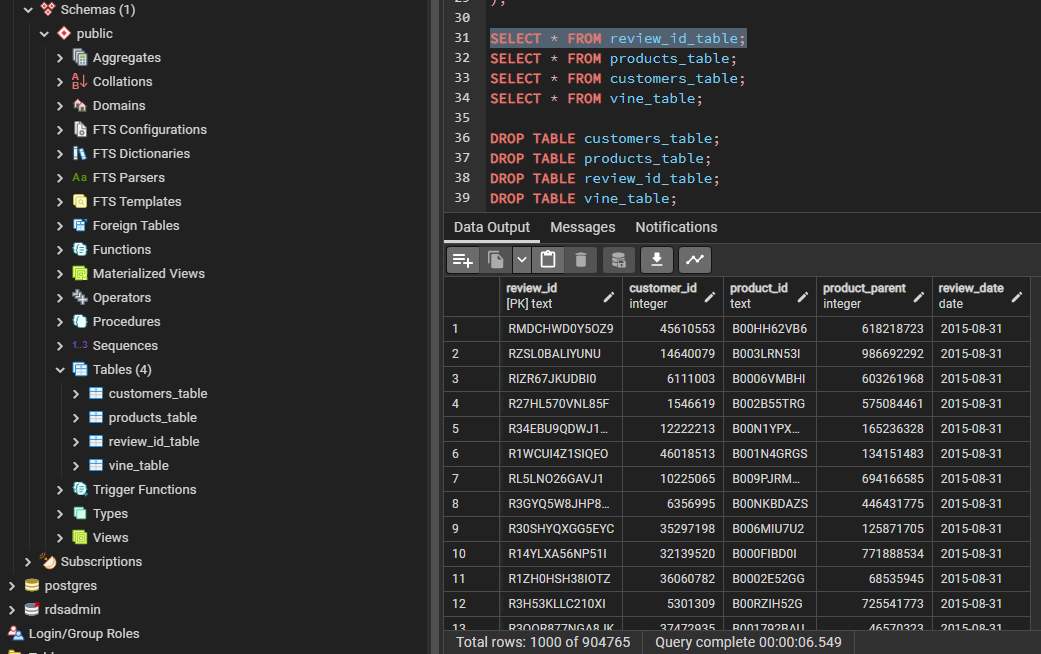 Schemas (1)
public
Aggregates
Collations
Domains
FTS Configurations
FTS Dictionaries
Aa FTS Parsers
FTS Templates
Foreign Tables
Functions
Materialized Views
Operators
Procedures
1..3 Sequences
Tables (4)
customers_table
products_table
review_id_table
vine_table
Trigger Functions
Types
Views
Subscriptions
postgres
rdsadmin
Login/Group Roles
29 );
30
31 SELECT * FROM review_id_table;
32 SELECT * FROM products_table;
33 SELECT * FROM customers_table;
34 SELECT * FROM vine_table;
35
36 DROP TABLE customers_table;
37 DROP TABLE products_table;
38 DROP TABLE review_id_table;
39 DROP TABLE vine_table;
Data Output Messages Notifications
review_id customer_id product_id product_parent review_date
[PK] text integer text integer date
1 RMDCHWD0Y5OZ9 45610553 B00HH62VB6 618218723 2015-08-31
2 RZSL0BALIYUNU 14640079 B003LRN53I 986692292 2015-08-31
3 RIZR67JKUDBI0 6111003 B0006VMBHI 603261968 2015-08-31
4 R27HL570VNL85F 1546619 B002B55TRG 575084461 2015-08-31
5 R34EBU9QDWJ1... 12222213 B00N1YPX... 165236328 2015-08-31
6 R1WCUI4Z1SIQEO 46018513 B001N4GRGS 134151483 2015-08-31
7 RL5LNO26GAVJ1 10225065 B009PJRM... 694166585 2015-08-31
8 R3GYQ5W8JHP8... 6356995 B00NKBDAZS 446431775 2015-08-31
9 R30SHYQXGG5EYC 35297198 B006MIU7U2 125871705 2015-08-31
10 R14YLXA56NP51I 32139520 B000FIBD0I 771888534 2015-08-31
11 R1ZH0HSH38IOTZ 36060782 B0002E52GG 68535945 2015-08-31
12 R3H53KLLC210XI 5301309 B00RZIH52G 725541773 2015-08-31
13 37472935 46570323 2015-08-31
Total rows: 1000 of 904765 Query complete 00:00:06.549